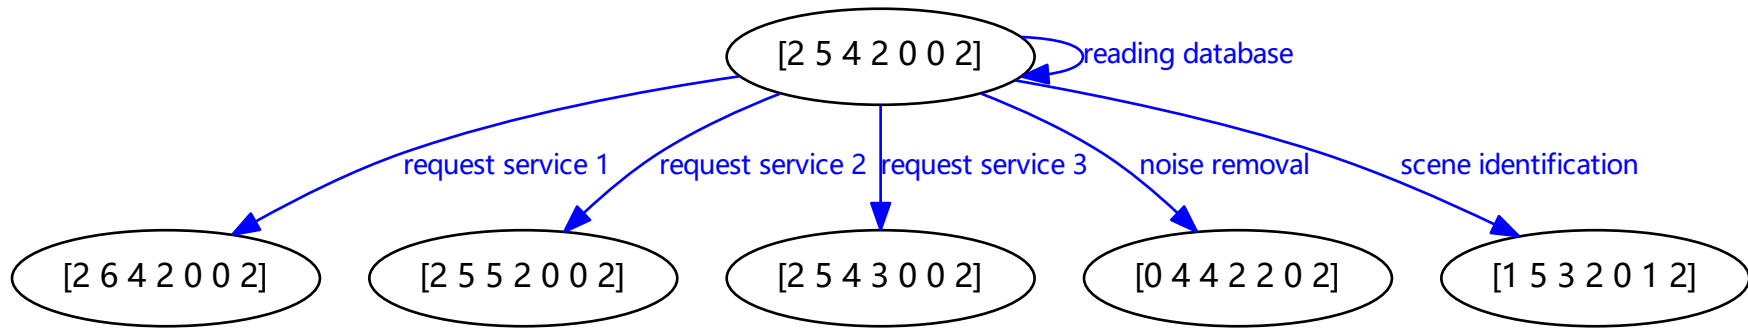 [2 5 4 2 0 0 2]
reading database
request service 1
request service 2
request service 3
noise removal
scene identification
[2 6 4 2 0 0 2]
[2 5 5 2 0 0 2]
[2 5 4 3 0 0 2]
[0 4 4 2 2 0 2]
[1 5 3 2 0 1 2]